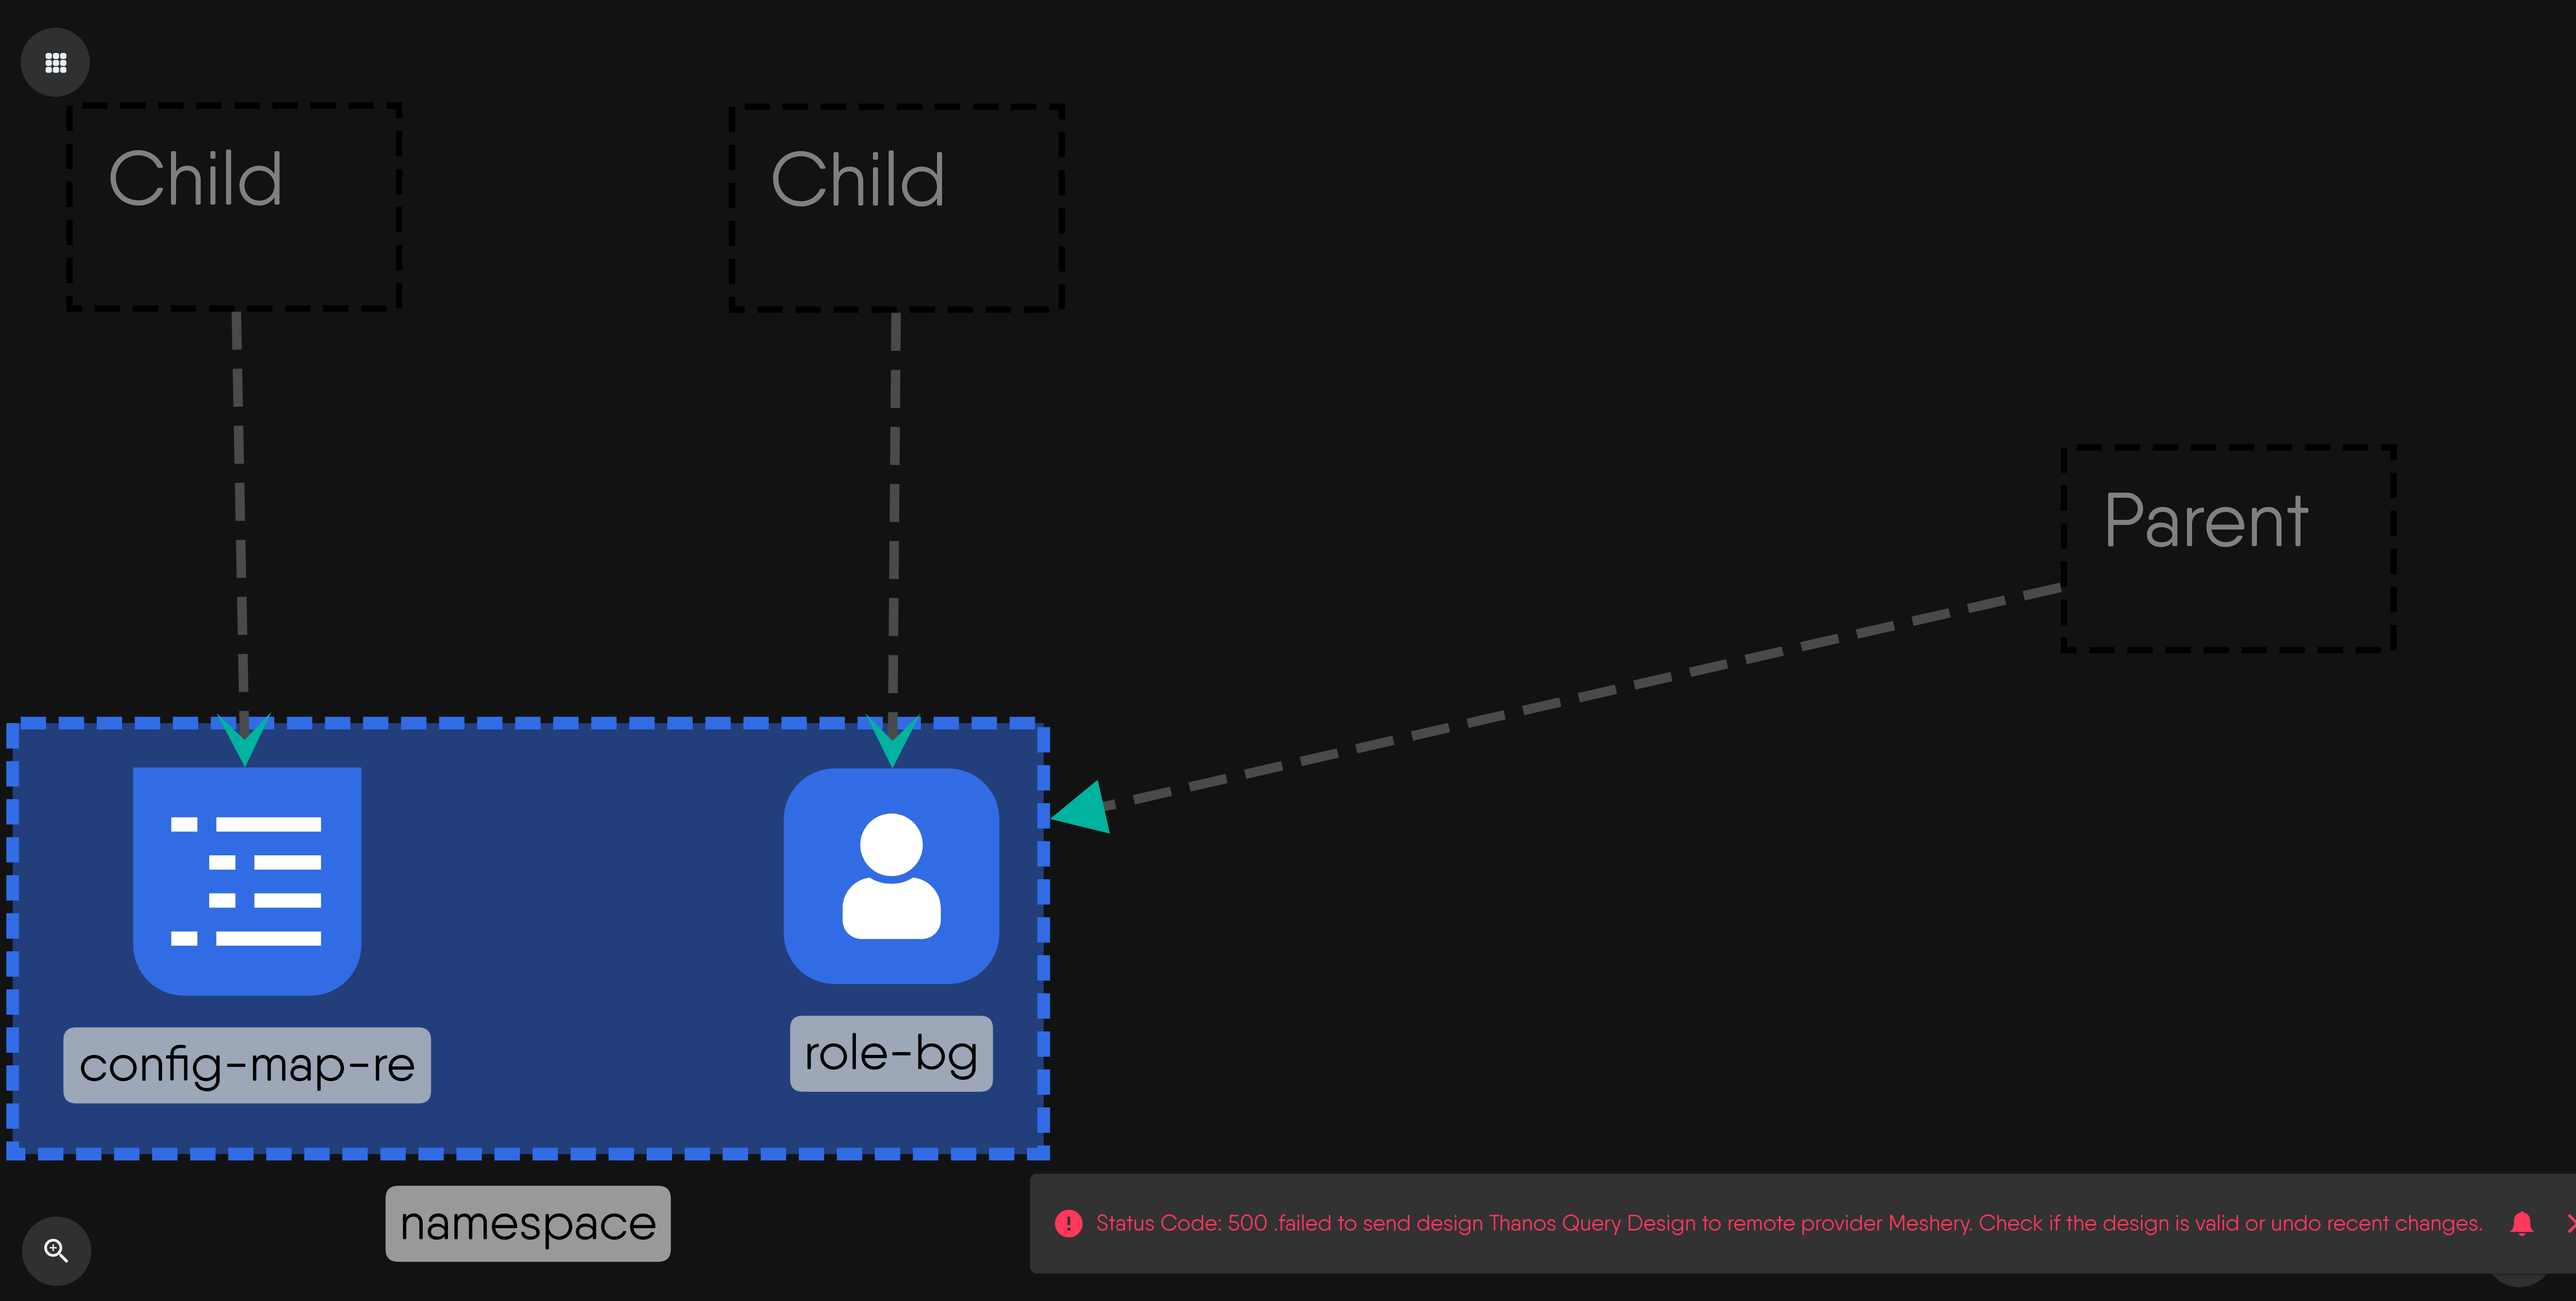 Child
Child
Parent
config-map-re
role-bg
namespace
Status Code: 500 .failed to send design Thanos Query Design to remote provider Meshery. Check if the design is valid or undo recent changes.